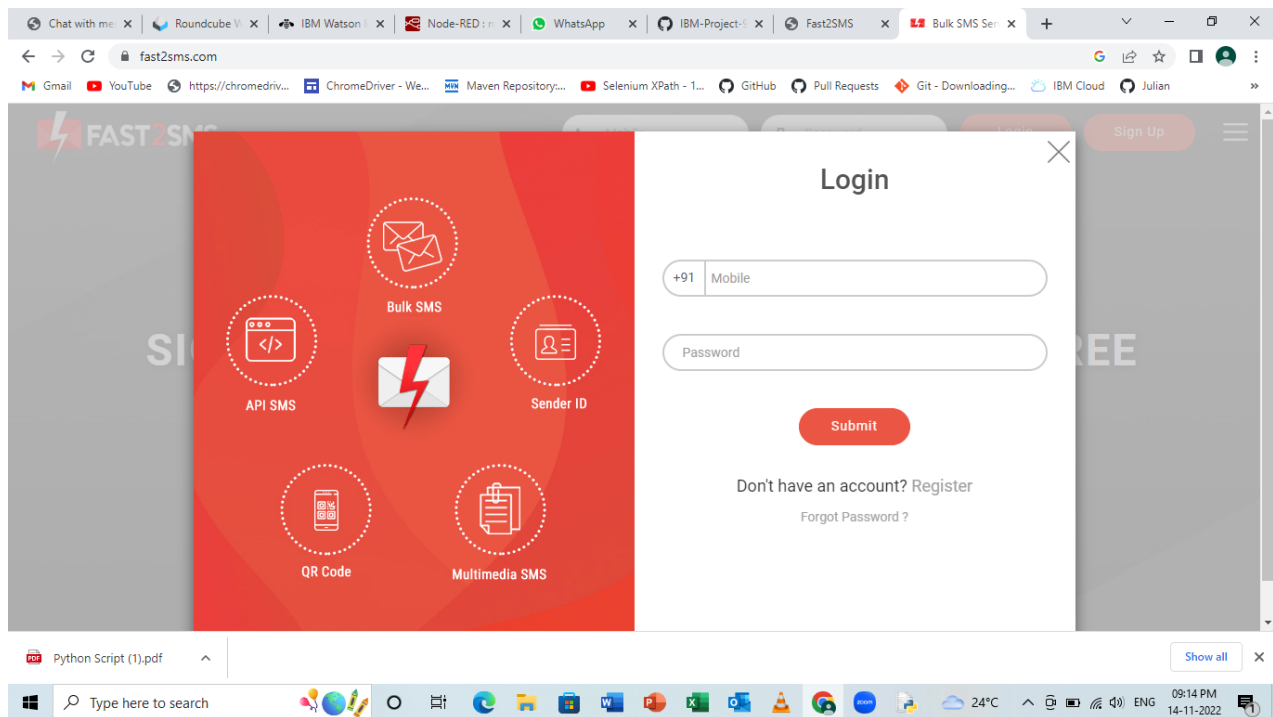 Chat with me
Roundcube W
IBM Watson I
Node-RED : n
WhatsApp
IBM-Project-9
Fast2SMS
Bulk SMS Ser
fast2sms.com
Gmail
YouTube
https://chromedriv...
ChromeDriver - We...
Maven Repository:...
Selenium XPath - 1...
GitHub
Pull Requests
Git - Downloading...
IBM Cloud
Julian
»
FAST2SMS
Login
Sign Up
Bulk SMS
API SMS
Sender ID
QR Code
Multimedia SMS
Login
+91 Mobile
Password
Submit
Don't have an account? Register
Forgot Password ?
SI
EE
Python Script (1).pdf
Show all
Type here to search
24°C
ENG
09:14 PM
14-11-2022